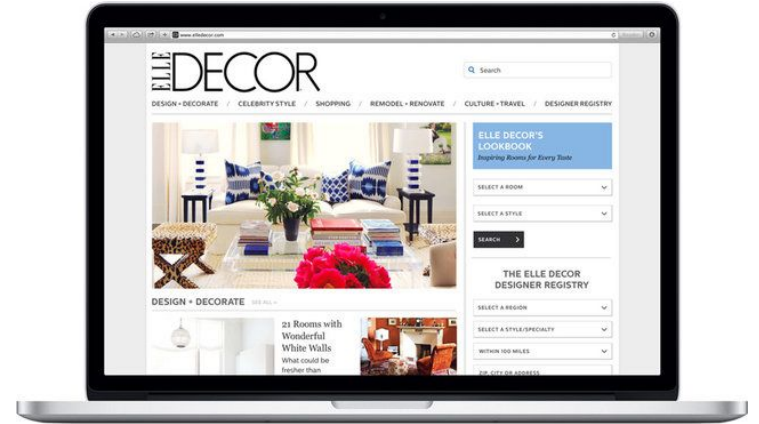 www.elledecor.com
ELLE DECOR
Search
DESIGN + DECORATE / CELEBRITY STYLE / SHOPPING / REMODEL + RENOVATE / CULTURE + TRAVEL / DESIGNER REGISTRY
ELLE DECOR'S
LOOKBOOK
Inspiring Rooms for Every Taste
SELECT A ROOM
SELECT A STYLE
SEARCH
DESIGN + DECORATE SEE ALL
21 Rooms with
Wonderful
White Walls
What could be
fresher than
THE ELLE DECOR
DESIGNER REGISTRY
SELECT A REGION
SELECT A STYLE/SPECIALTY
WITHIN 100 MILES
ZIP, CITY OR ADDRESS